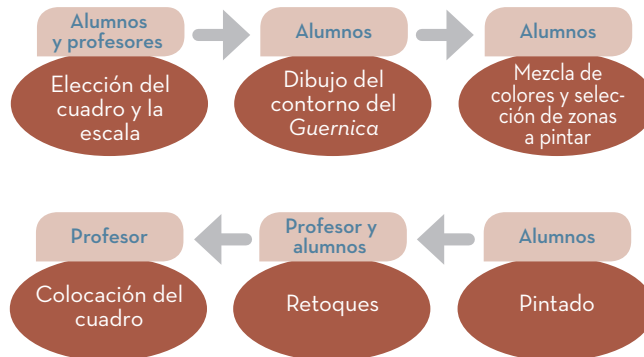 Alumnos
y profesores
Elección del
cuadro y la
escala
Alumnos
Dibujo del
contorno del
Guernica
Alumnos
Mezcla de
colores y selec-
ción de zonas
a pintar
Alumnos
Pintado
Profesor y
alumnos
Retoques
Profesor
Colocación del
cuadro